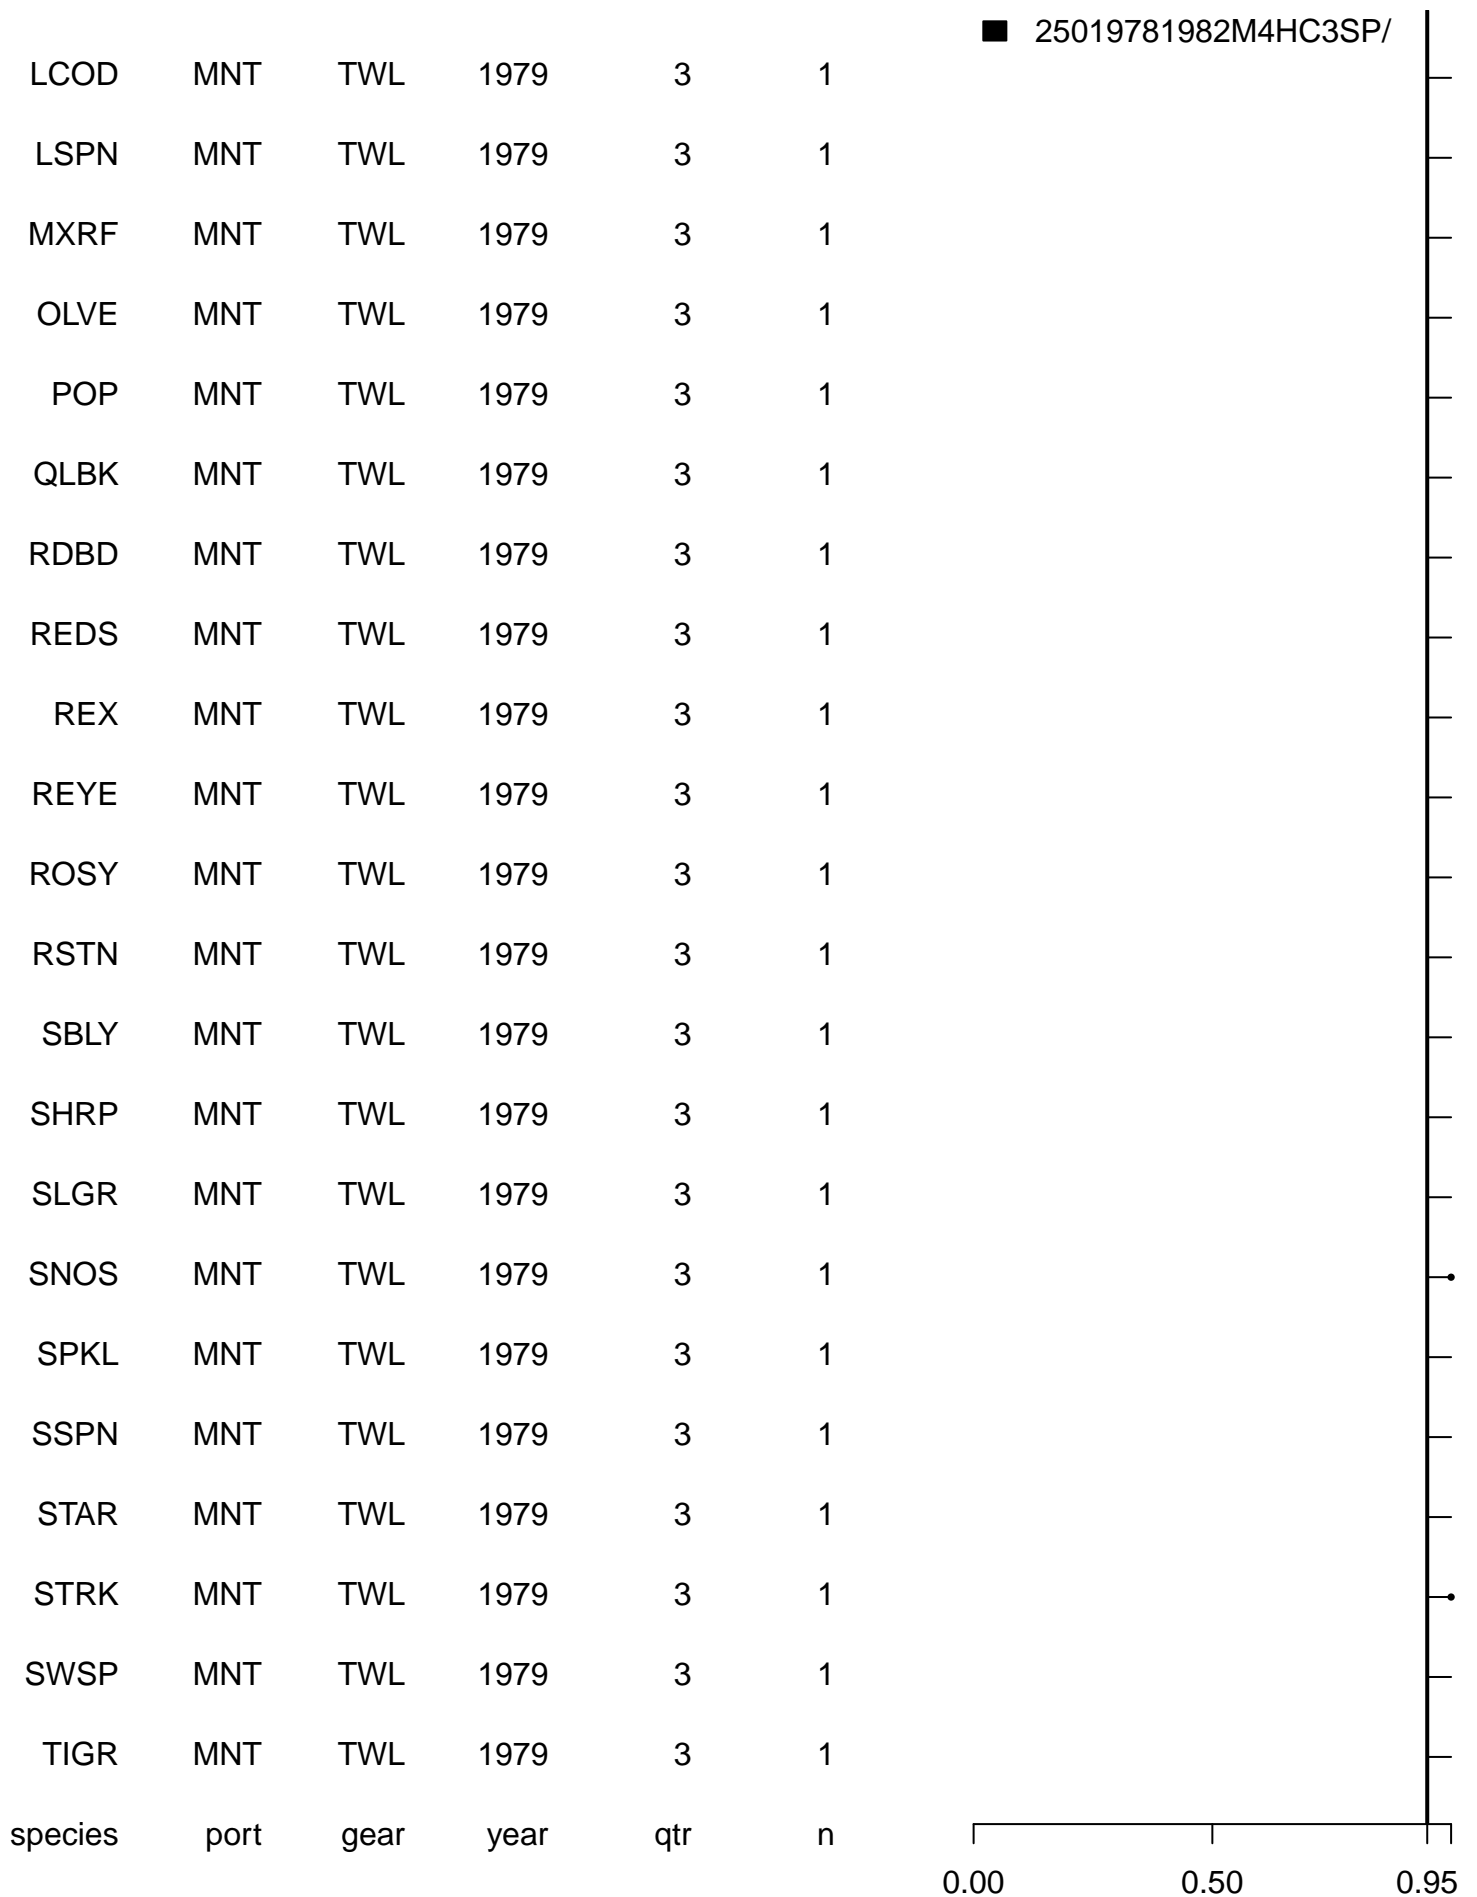 25019781982M4HC3SP/
LCOD MNT TWL 1979 3 1
LSPN MNT TWL 1979 3 1
MXRF MNT TWL 1979 3 1
OLVE MNT TWL 1979 3 1
POP MNT TWL 1979 3 1
QLBK MNT TWL 1979 3 1
RDBD MNT TWL 1979 3 1
REDS MNT TWL 1979 3 1
REX MNT TWL 1979 3 1
REYE MNT TWL 1979 3 1
ROSY MNT TWL 1979 3 1
RSTN MNT TWL 1979 3 1
SBLY MNT TWL 1979 3 1
SHRP MNT TWL 1979 3 1
SLGR MNT TWL 1979 3 1
SNOS MNT TWL 1979 3 1
SPKL MNT TWL 1979 3 1
SSPN MNT TWL 1979 3 1
STAR MNT TWL 1979 3 1
STRK MNT TWL 1979 3 1
SWSP MNT TWL 1979 3 1
TIGR MNT TWL 1979 3 1
species port gear year qtr n
0.00 0.50 0.95